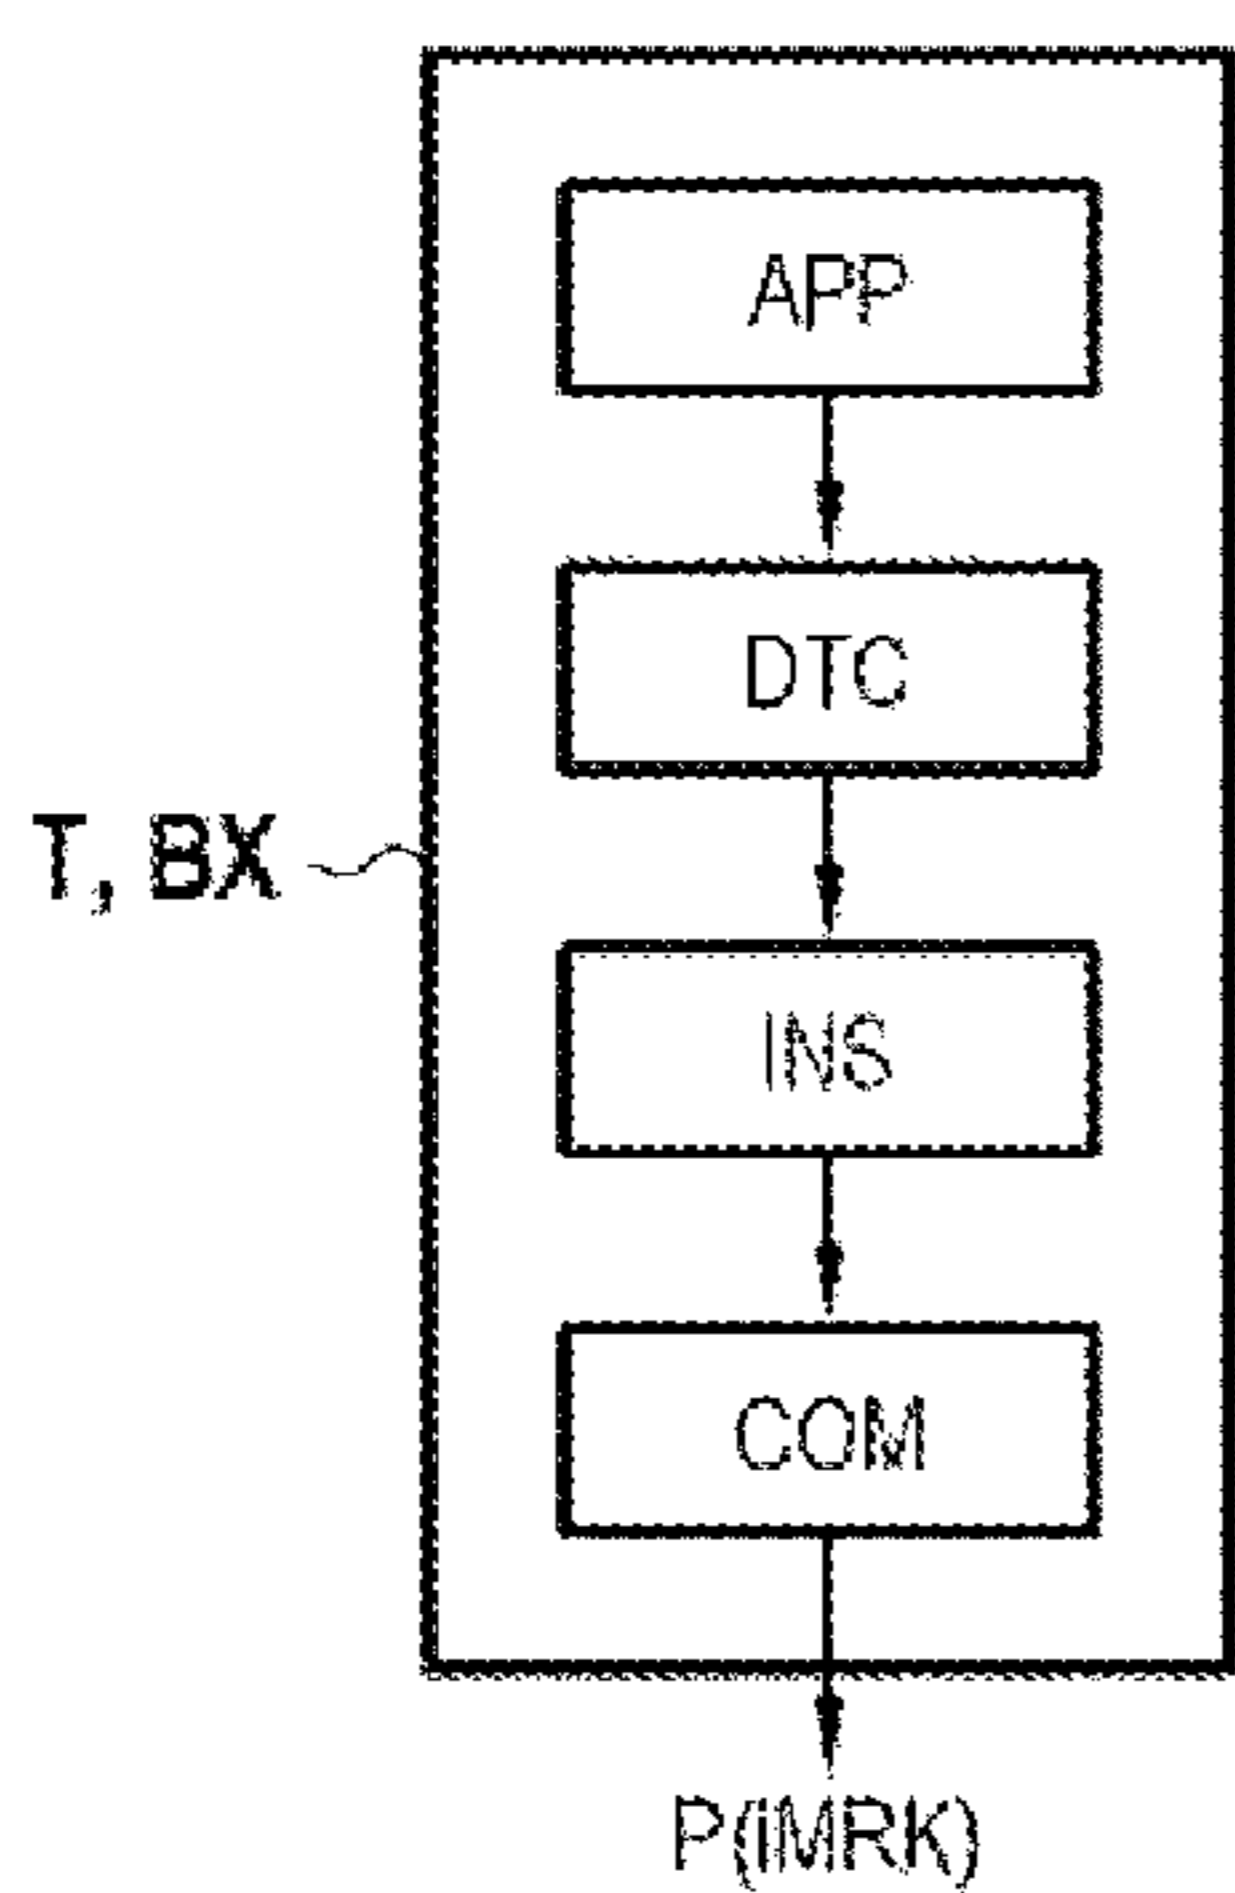 APP
DTC
T, BX
INS
COM
P(iMRK)